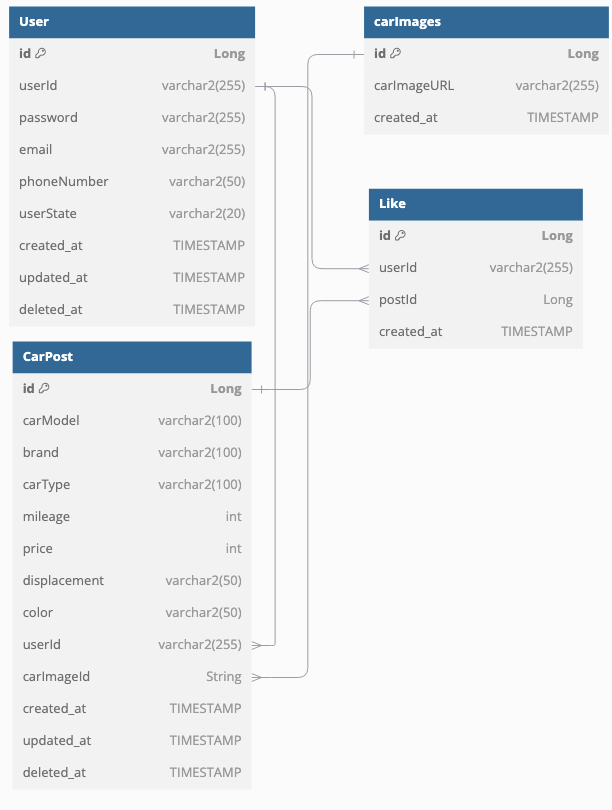 User
id Long
userId varchar2(255)
password varchar2(255)
email varchar2(255)
phoneNumber varchar2(50)
userState varchar2(20)
created_at TIMESTAMP
updated_at TIMESTAMP
deleted_at TIMESTAMP
carImages
id Long
carImageURL varchar2(255)
created_at TIMESTAMP
Like
id Long
userId varchar2(255)
postId Long
created_at TIMESTAMP
CarPost
id Long
carModel varchar2(100)
brand varchar2(100)
carType varchar2(100)
mileage int
price int
displacement varchar2(50)
color varchar2(50)
userId varchar2(255)
carImageId String
created_at TIMESTAMP
updated_at TIMESTAMP
deleted_at TIMESTAMP